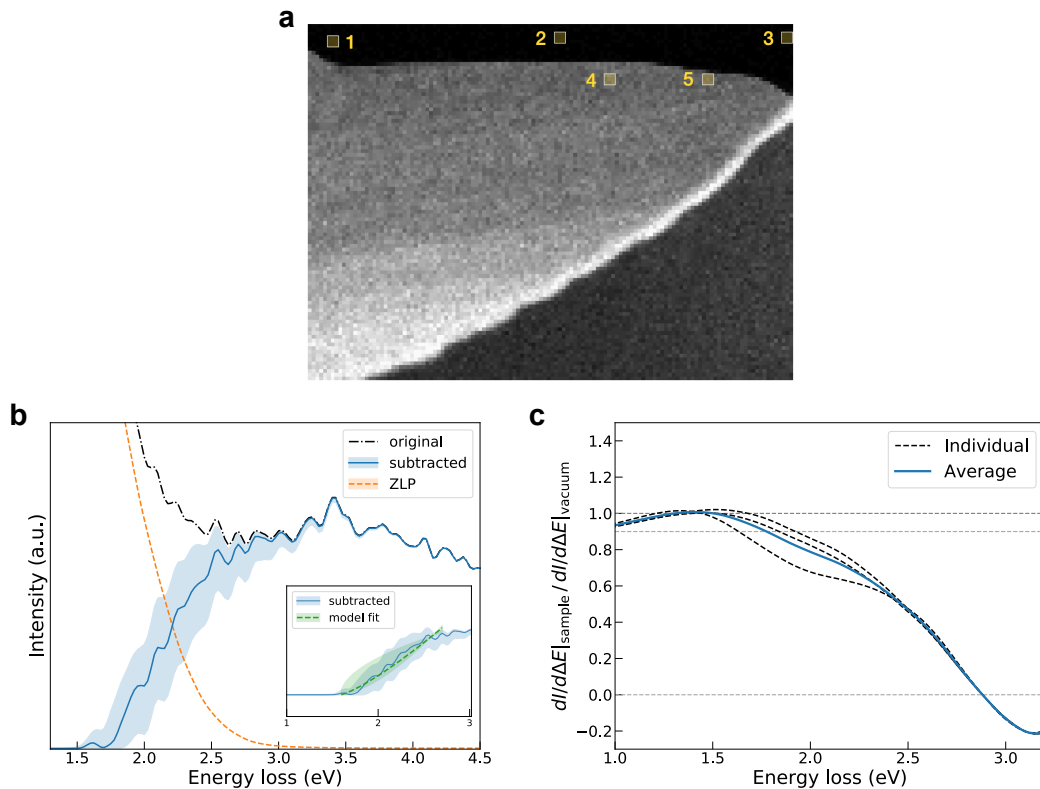 a
1
2
3
4
5
b
original
subtracted
ZLP
Intensity (a.u.)
subtracted
model fit
1 2 3
1.5 2.0 2.5 3.0 3.5 4.0 4.5
Energy loss (eV)
c
Individual
Average
dI/dΔE|sample / dI/dΔE|vacuum
1.4
1.2
1.0
0.8
0.6
0.4
0.2
0.0
−0.2
1.0 1.5 2.0 2.5 3.0
Energy loss (eV)